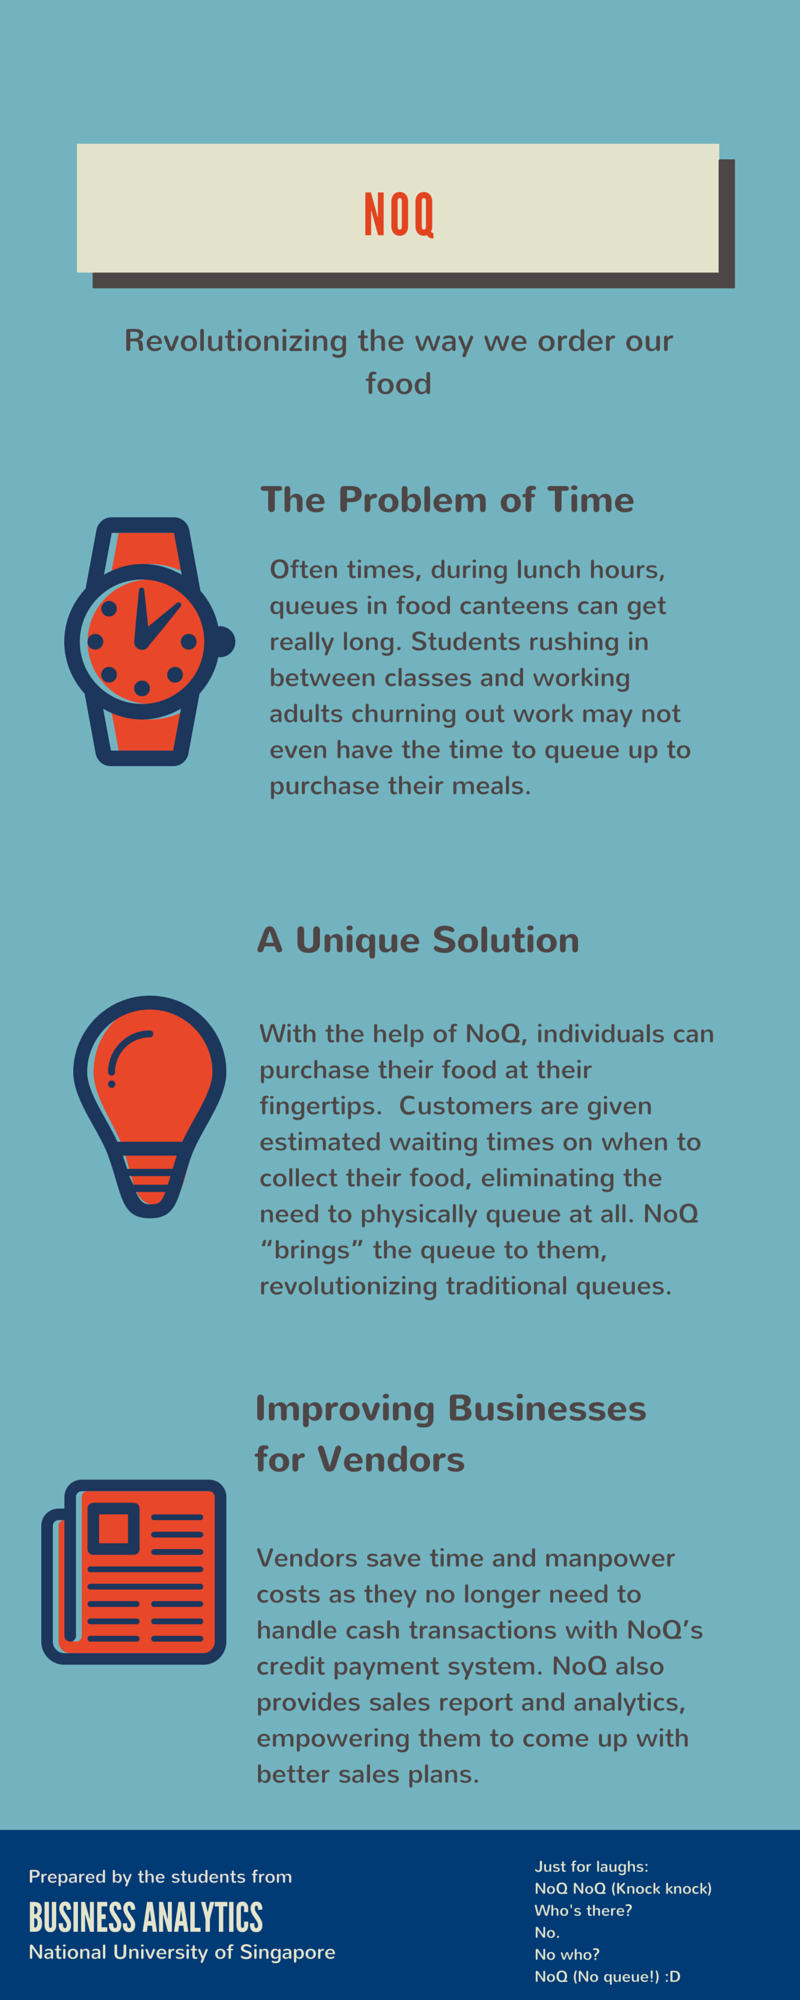 NOQ
Revolutionizing the way we order our
food
The Problem of Time
Often times, during lunch hours,
queues in food canteens can get
really long. Students rushing in
between classes and working
adults churning out work may not
even have the time to queue up to
purchase their meals.
A Unique Solution
With the help of NoQ, individuals can
purchase their food at their
fingertips.  Customers are given
estimated waiting times on when to
collect their food, eliminating the
need to physically queue at all. NoQ
“brings” the queue to them,
revolutionizing traditional queues.
Improving Businesses
for Vendors
Vendors save time and manpower
costs as they no longer need to
handle cash transactions with NoQ’s
credit payment system. NoQ also
provides sales report and analytics,
empowering them to come up with
better sales plans.
Prepared by the students from
BUSINESS ANALYTICS
National University of Singapore
Just for laughs:
NoQ NoQ (Knock knock)
Who's there?
No.
No who?
NoQ (No queue!) :D